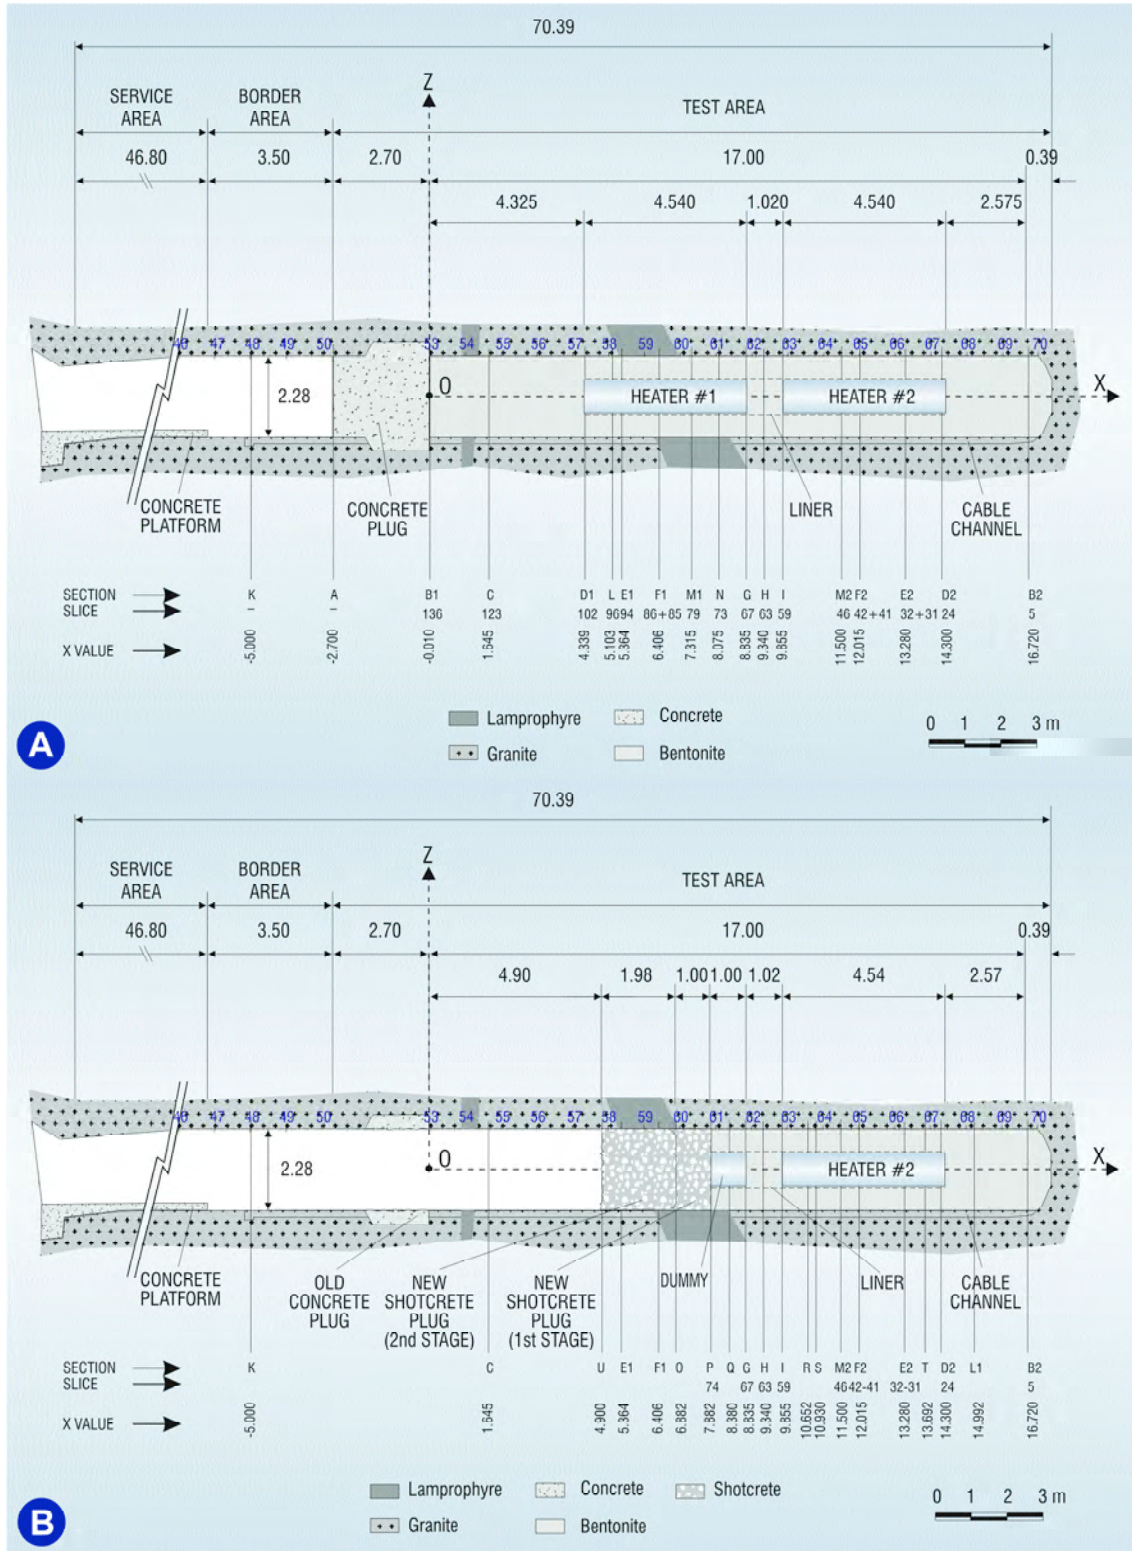 70.39
Z
SERVICE AREA
BORDER AREA
TEST AREA
46.80 3.50 2.70 17.00 0.39
4.325 4.540 1.020 4.540 2.575
46 47 48 49 50 53 54 55 56 57 58 59 60 61 62 63 64 65 66 67 68 69 70
2.28 O HEATER #1 HEATER #2 X
CONCRETE PLATFORM
CONCRETE PLUG
LINER
CABLE CHANNEL
SECTION K A B1 C D1 L E1 F1 M1 N G H I M2 F2 E2 D2 B2
SLICE – – 136 123 102 96 94 86+85 79 73 67 63 59 46 42+41 32+31 24 5
X VALUE -5.000 -2.700 -0.010 1.645 4.339 5.103 5.364 6.406 7.315 8.075 8.835 9.340 9.855 11.500 12.015 13.280 14.300 16.720
Lamprophyre Concrete
Granite Bentonite
0 1 2 3 m
A
70.39
Z
SERVICE AREA
BORDER AREA
TEST AREA
46.80 3.50 2.70 17.00 0.39
4.90 1.98 1.00 1.00 1.02 4.54 2.57
46 47 48 49 50 53 54 55 56 57 58 59 60 61 62 63 64 65 66 67 68 69 70
2.28 O HEATER #2 X
CONCRETE PLATFORM
OLD CONCRETE PLUG
NEW SHOTCRETE PLUG (2nd STAGE)
NEW SHOTCRETE PLUG (1st STAGE)
DUMMY
LINER
CABLE CHANNEL
SECTION K C U E1 F1 O P Q G H I R S M2 F2 E2 T D2 L1 B2
SLICE 74 67 63 59 46 42-41 32-31 24 5
X VALUE -5.000 1.645 4.900 5.364 6.406 6.882 7.882 8.380 8.835 9.340 9.855 10.652 10.930 11.500 12.015 13.280 13.692 14.300 14.992 16.720
Lamprophyre Concrete Shotcrete
Granite Bentonite
0 1 2 3 m
B